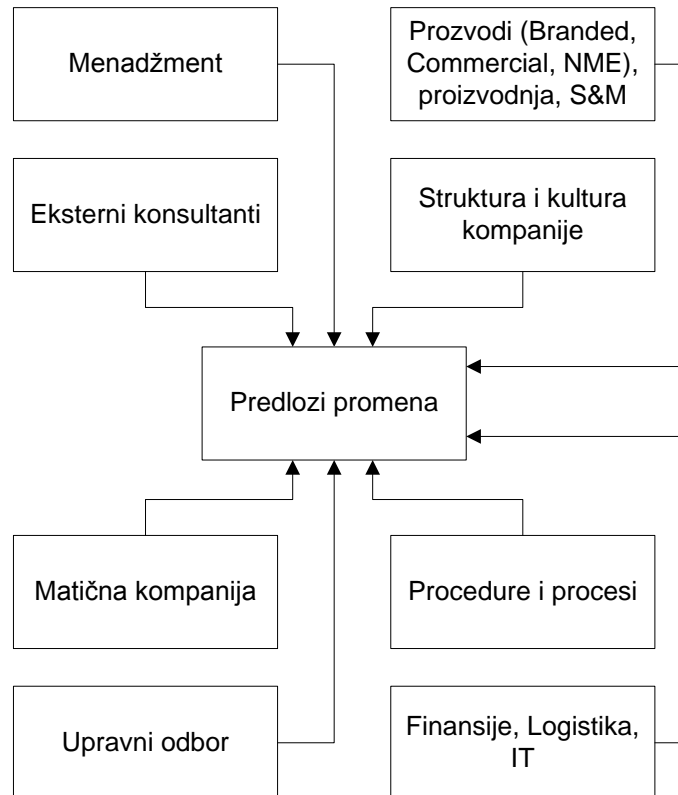 Menadžment
Prozvodi (Branded,
Commercial, NME),
proizvodnja, S&M
Eksterni konsultanti
Struktura i kultura
kompanije
Predlozi promena
Matična kompanija
Procedure i procesi
Upravni odbor
Finansije, Logistika,
IT